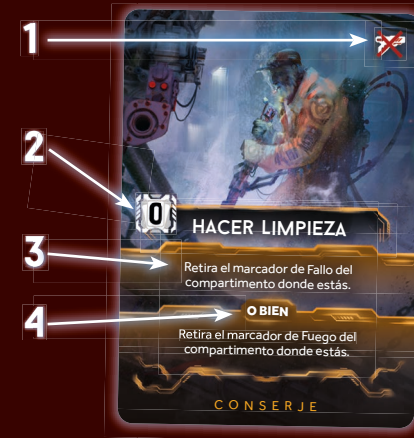 1
2
0
HACER LIMPIEZA
3
Retira el marcador de Fallo del
compartimento donde estás.
4
O BIEN
Retira el marcador de Fuego del
compartimento donde estás.
CONSERJE